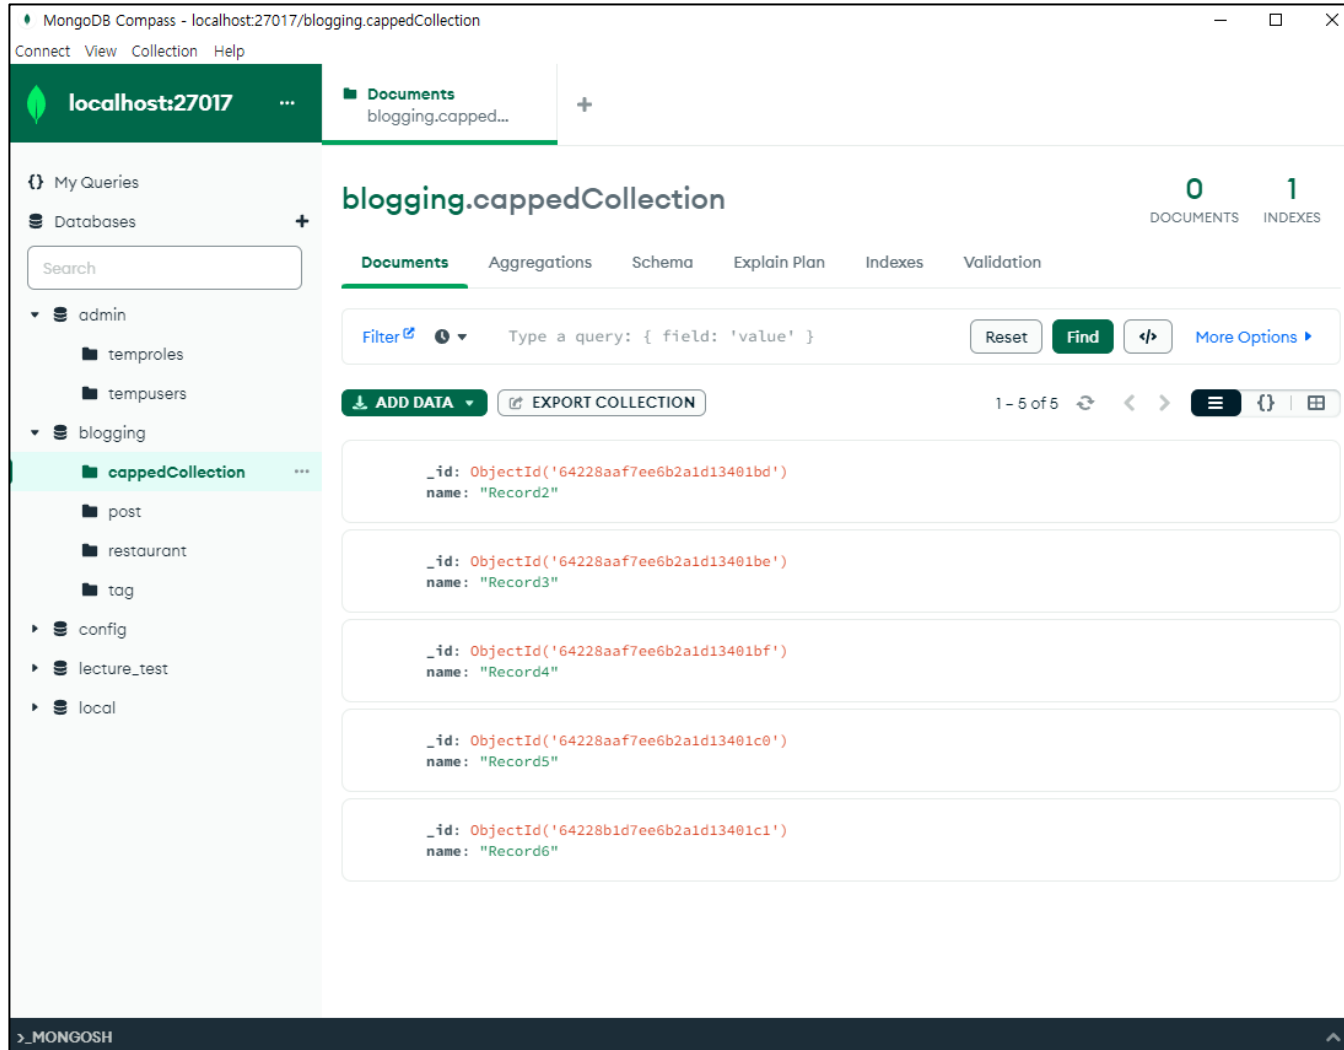 MongoDB Compass - localhost:27017/blogging.cappedCollection
Connect View Collection Help
localhost:27017 ...
Documents
blogging.capped...
{} My Queries
Databases
Search
admin
temproles
tempusers
blogging
cappedCollection ...
post
restaurant
tag
config
lecture_test
local
blogging.cappedCollection
0
DOCUMENTS
1
INDEXES
Documents Aggregations Schema Explain Plan Indexes Validation
Filter Type a query: { field: 'value' } Reset Find </> More Options
ADD DATA EXPORT COLLECTION 1 – 5 of 5 {}
_id: ObjectId('64228aaf7ee6b2a1d13401bd')
name: "Record2"
_id: ObjectId('64228aaf7ee6b2a1d13401be')
name: "Record3"
_id: ObjectId('64228aaf7ee6b2a1d13401bf')
name: "Record4"
_id: ObjectId('64228aaf7ee6b2a1d13401c0')
name: "Record5"
_id: ObjectId('64228b1d7ee6b2a1d13401c1')
name: "Record6"
>_MONGOSH